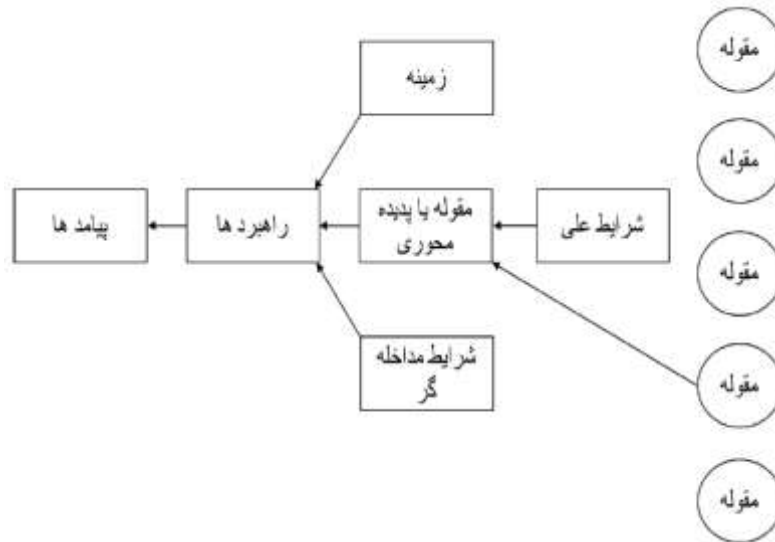 مقوله
زمینه
مقوله
شرایط علی
مقوله یا پدیده
محوری
راهبرد ها
پیامد ها
مقوله
شرایط مداخله
گر
مقوله
مقوله